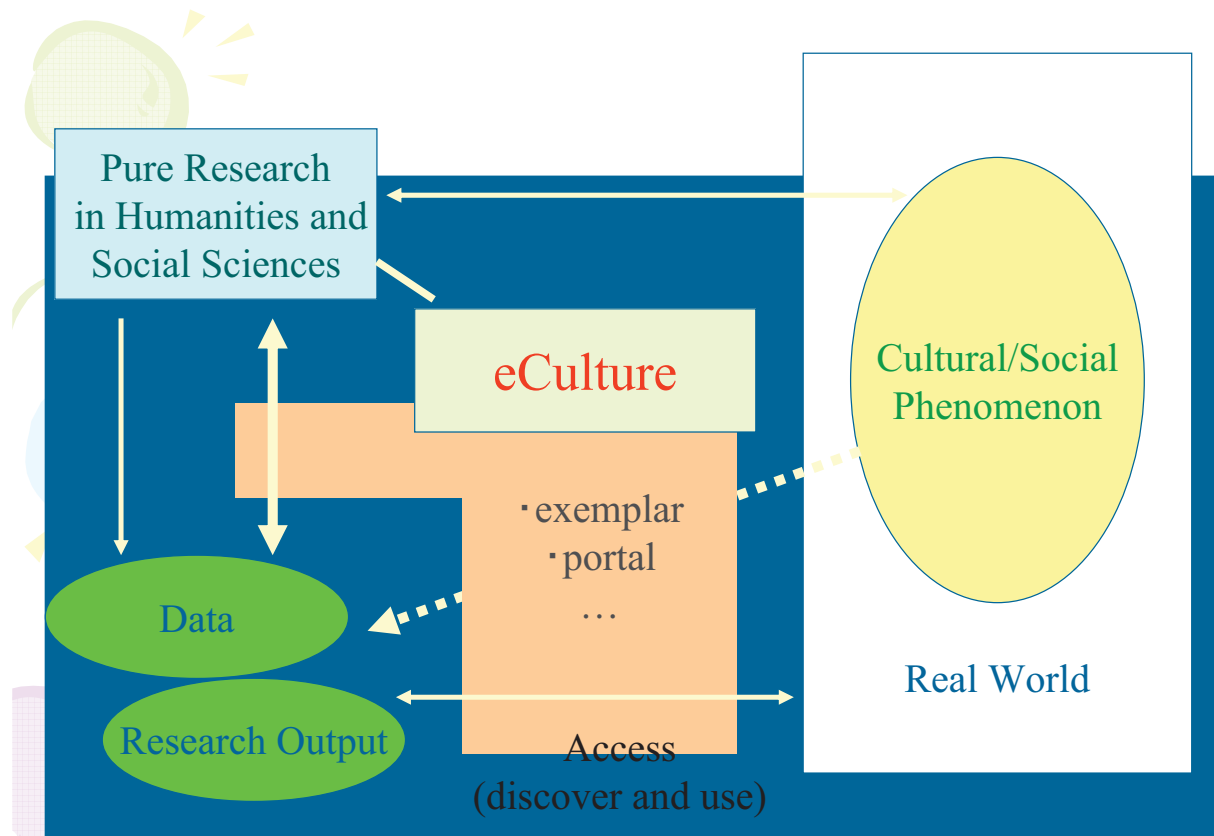 Pure Research
in Humanities and
Social Sciences
eCulture
Cultural/Social
Phenomenon
･exemplar
･portal
…
Data
Real World
Research Output
Access
(discover and use)